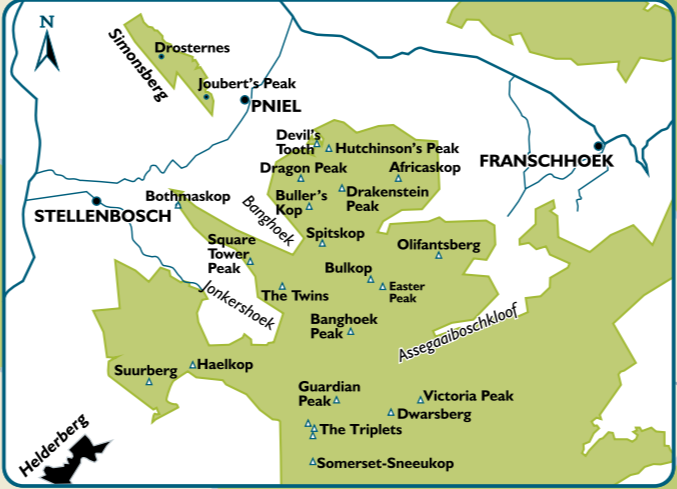 N
Simonsberg
Drosternes
Joubert's Peak
PNIEL
Devil's
Tooth
Hutchinson's Peak
FRANSCHHOEK
Dragon Peak
Africaskop
Bothmaskop
Buller's
Kop
Drakenstein
Peak
STELLENBOSCH
Banghoek
Spitskop
Square
Tower
Peak
Olifantsberg
Bulkop
Easter
Peak
The Twins
Jonkershoek
Banghoek
Peak
Assegaaiboschkloof
Haelkop
Suurberg
Guardian
Peak
Victoria Peak
Dwarsberg
The Triplets
Helderberg
Somerset-Sneeukop